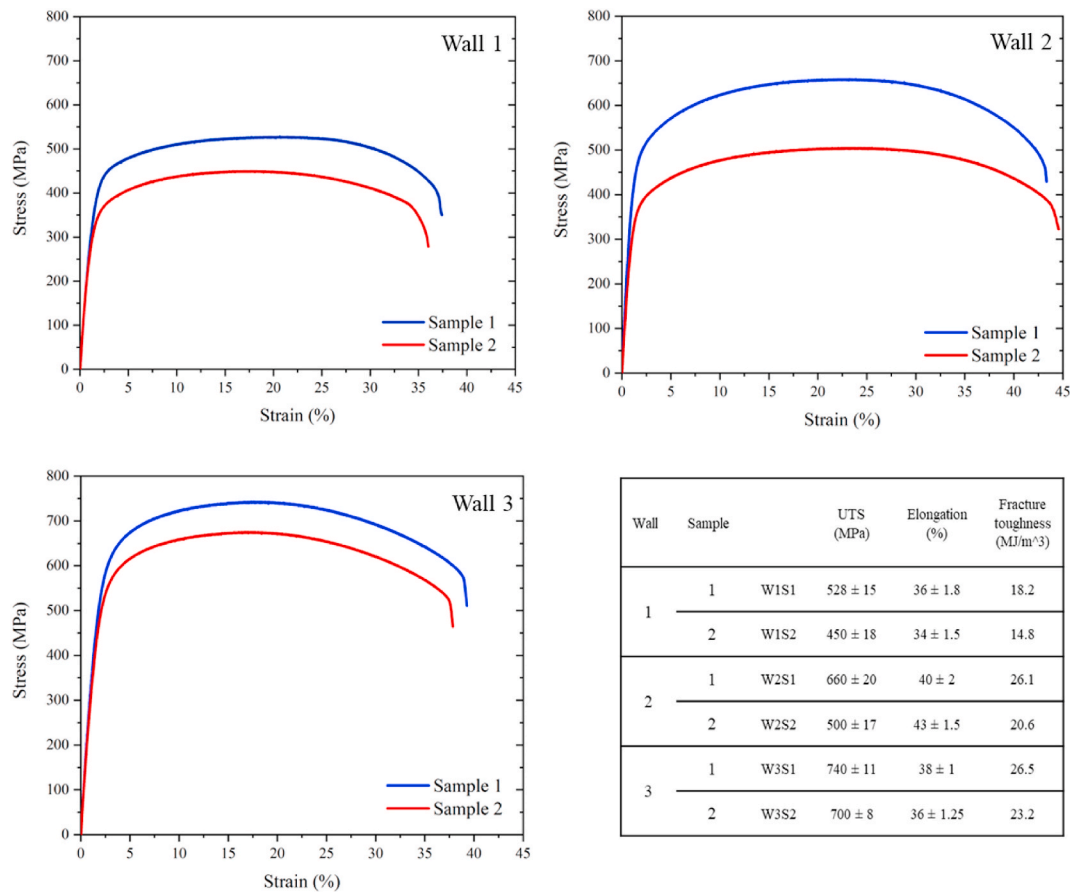 Wall 1
800
700
600
500
400
300
200
100
0
Stress (MPa)
Sample 1
Sample 2
0 5 10 15 20 25 30 35 40 45
Strain (%)
Wall 2
800
700
600
500
400
300
200
100
0
Stress (MPa)
Sample 1
Sample 2
0 5 10 15 20 25 30 35 40 45
Strain (%)
Wall 3
800
700
600
500
400
300
200
100
0
Stress (MPa)
Sample 1
Sample 2
0 5 10 15 20 25 30 35 40 45
Strain (%)
Wall Sample UTS (MPa) Elongation (%) Fracture toughness (MJ/m^3)
1 1 W1S1 528 ± 15 36 ± 1.8 18.2
2 W1S2 450 ± 18 34 ± 1.5 14.8
2 1 W2S1 660 ± 20 40 ± 2 26.1
2 W2S2 500 ± 17 43 ± 1.5 20.6
3 1 W3S1 740 ± 11 38 ± 1 26.5
2 W3S2 700 ± 8 36 ± 1.25 23.2